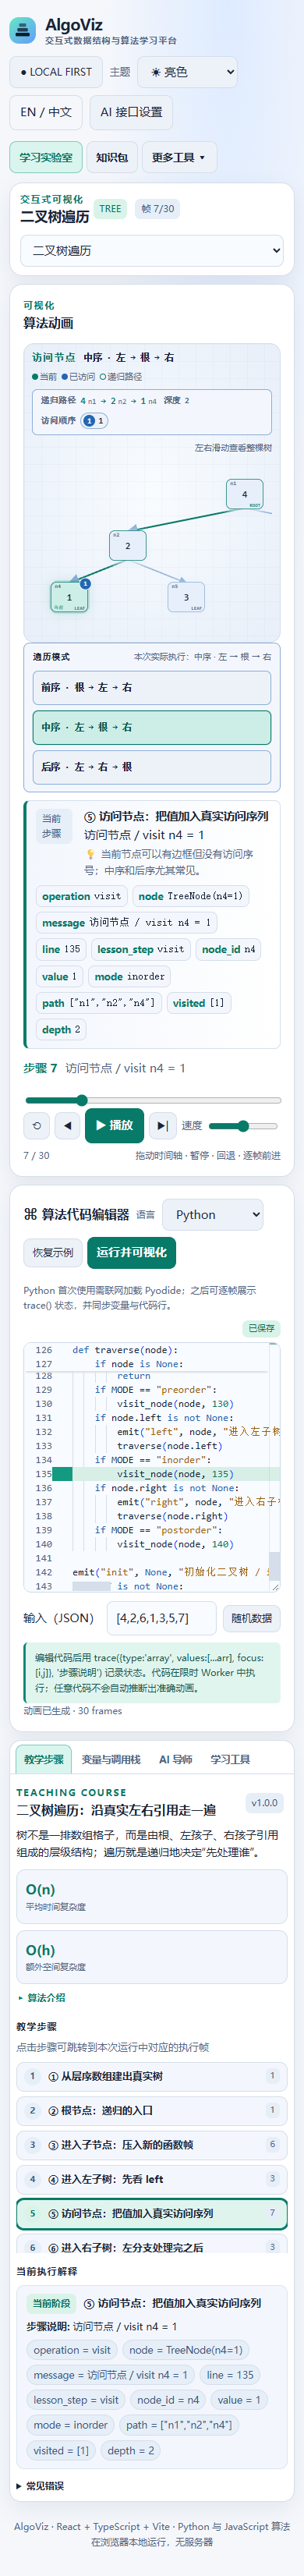 AlgoViz
交互式数据结构与算法学习平台
● LOCAL FIRST 主题 ☀ 亮色
EN / 中文 AI 接口设置
学习实验室 知识包 更多工具 ▾
交互式可视化
二叉树遍历 TREE 帧 7/30
二叉树遍历
可视化
算法动画
访问节点 中序 · 左 → 根 → 右
当前 已访问 递归路径
递归路径 4 n1 → 2 n2 → 1 n4 深度 2
访问顺序 1 1
左右滑动查看整棵树
n1
4
ROOT
2
n4 1
1
当前 LEAF
n5
3
LEAF
遍历模式 本次实际执行：中序 · 左 → 根 → 右
前序 · 根 → 左 → 右
中序 · 左 → 根 → 右
后序 · 左 → 右 → 根
当前步骤
⑤ 访问节点：把值加入真实访问序列
访问节点 / visit n4 = 1
💡 当前节点可以有边框但没有访问序号；中序和后序尤其常见。
operation visit node TreeNode(n4=1)
message 访问节点 / visit n4 = 1
line 135 lesson_step visit node_id n4
value 1 mode inorder
path ["n1","n2","n4"] visited [1]
depth 2
步骤 7 访问节点 / visit n4 = 1
⟲ ◀ ▶ 播放 ▶| 速度
7 / 30 拖动时间轴 · 暂停 · 回退 · 逐帧前进
⌘ 算法代码编辑器 语言 Python
恢复示例 运行并可视化
Python 首次使用需联网加载 Pyodide；之后可逐帧展示
trace() 状态，并同步变量与代码行。
已保存
126 def traverse(node):
127 if node is None:
128 return
129 if MODE == "preorder":
130 visit_node(node, 130)
131 if node.left is not None:
132 emit("left", node, "进入左子树
133 traverse(node.left)
134 if MODE == "inorder":
135 visit_node(node, 135)
136 if node.right is not None:
137 emit("right", node, "进入右子
138 traverse(node.right)
139 if MODE == "postorder":
140 visit_node(node, 140)
141
142 emit("init", None, "初始化二叉树 /
143 is not None:
输入（JSON） [4,2,6,1,3,5,7] 随机数据
编辑代码后用 trace({type:'array', values:[...arr], focus:
[i,j]}, '步骤说明') 记录状态。代码在限时 Worker 中执
行；任意代码不会自动推断出准确动画。
动画已生成 · 30 frames
教学步骤 变量与调用栈 AI 导师 学习工具
TEACHING COURSE
二叉树遍历：沿真实左右引用走一遍 v1.0.0
树不是一排数组格子，而是由根、左孩子、右孩子引用
组成的层级结构；遍历就是递归地决定“先处理谁”。
O(n)
平均时间复杂度
O(h)
额外空间复杂度
▸ 算法介绍
教学步骤
点击步骤可跳转到本次运行中对应的执行帧
1 ① 从层序数组建出真实树 1
2 ② 根节点：递归的入口 1
3 ③ 进入子节点：压入新的函数帧 6
4 ④ 进入左子树：先看 left 3
5 ⑤ 访问节点：把值加入真实访问序列 7
6 ⑥ 进入右子树：左分支处理完之后 3
当前执行解释
当前阶段 ⑤ 访问节点：把值加入真实访问序列
步骤说明: 访问节点 / visit n4 = 1
operation = visit node = TreeNode(n4=1)
message = 访问节点 / visit n4 = 1 line = 135
lesson_step = visit node_id = n4 value = 1
mode = inorder path = ["n1","n2","n4"]
visited = [1] depth = 2
▶ 常见错误
AlgoViz · React + TypeScript + Vite · Python 与 JavaScript 算法
在浏览器本地运行，无服务器